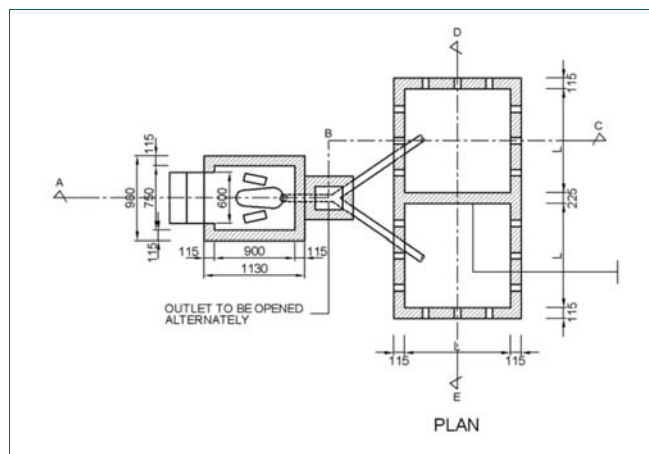 D
115
B
C
L
A
115
980
750
600
115
225
115
900
115
1130
L
OUTLET TO BE OPENED
ALTERNATELY
115
115
L
115
E
PLAN